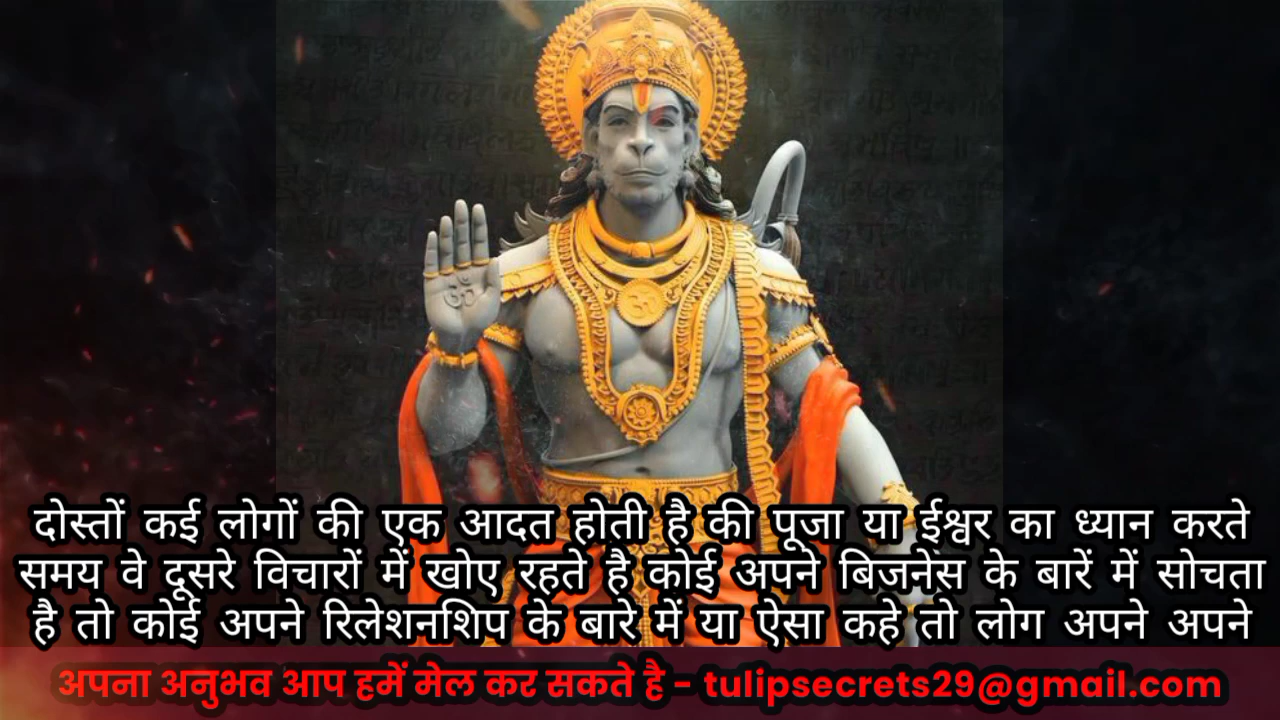 दोस्तों कई लोगों की एक आदत होती है की पूजा या ईश्वर का ध्यान करते
समय वे दूसरे विचारों में खोए रहते है कोई अपने बिजनेस के बारें में सोचता
है तो कोई अपने रिलेशनशिप के बारे में या ऐसा कहे तो लोग अपने अपने
अपना अनुभव आप हमें मेल कर सकते है - tulipsecrets29@gmail.com